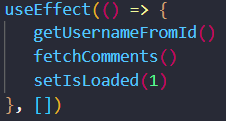 useEffect(() => {
    getUsernameFromId()
    fetchComments()
    setIsLoaded(1)
}, [])